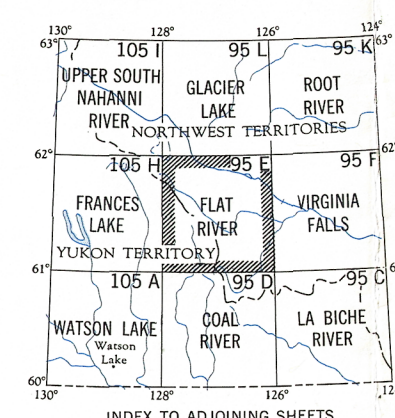 130° 128° 126° 124°
63° 105 I 95 L 95 K 63°
UPPER SOUTH
NAHANNI
RIVER
GLACIER
LAKE
ROOT
RIVER
NORTHWEST TERRITORIES
62° 105 H 95 E 95 F 62°
FRANCES
LAKE
FLAT
RIVER
VIRGINIA
FALLS
YUKON TERRITORY
61° 105 A 95 D 95 C
WATSON LAKE
Watson
Lake
COAL
RIVER
LA BICHE
RIVER
60°
130° 128° 126°
INDEX TO ADJOINING SHEETS